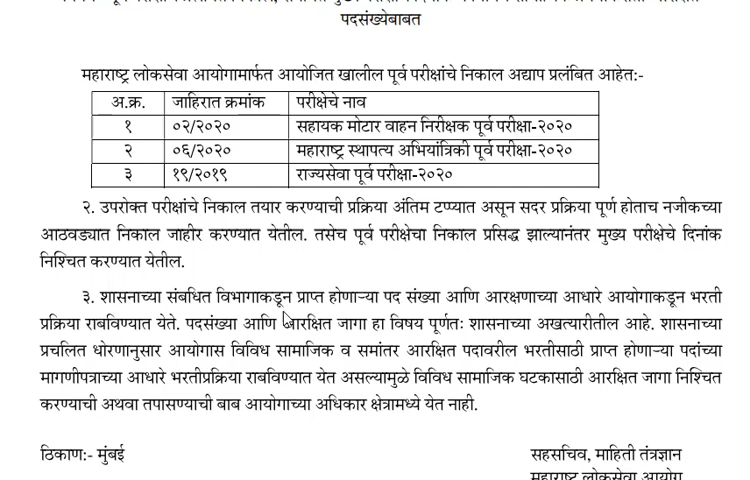 पदसंख्येबाबत
महाराष्ट्र लोकसेवा आयोगामार्फत आयोजित खालील पूर्व परीक्षांचे निकाल अद्याप प्रलंबित आहेत:-
अ.क्र. जाहिरात क्रमांक परीक्षेचे नाव
१ ०२/२०२० सहायक मोटार वाहन निरीक्षक पूर्व परीक्षा-२०२०
२ ०६/२०२० महाराष्ट्र स्थापत्य अभियांत्रिकी पूर्व परीक्षा-२०२०
३ १९/२०१९ राज्यसेवा पूर्व परीक्षा-२०२०
२. उपरोक्त परीक्षांचे निकाल तयार करण्याची प्रक्रिया अंतिम टप्प्यात असून सदर प्रक्रिया पूर्ण होताच नजीकच्या
आठवड्यात निकाल जाहीर करण्यात येतील. तसेच पूर्व परीक्षेचा निकाल प्रसिद्ध झाल्यानंतर मुख्य परीक्षेचे दिनांक
निश्चित करण्यात येतील.
३. शासनाच्या संबधित विभागाकडून प्राप्त होणाऱ्या पद संख्या आणि आरक्षणाच्या आधारे आयोगाकडून भरती
प्रक्रिया राबविण्यात येते. पदसंख्या आणि आरक्षित जागा हा विषय पूर्णतः शासनाच्या अखत्यारीतील आहे. शासनाच्या
प्रचलित धोरणानुसार आयोगास विविध सामाजिक व समांतर आरक्षित पदावरील भरतीसाठी प्राप्त होणाऱ्या पदांच्या
मागणीपत्राच्या आधारे भरतीप्रक्रिया राबविण्यात येत असल्यामुळे विविध सामाजिक घटकासाठी आरक्षित जागा निश्चित
करण्याची अथवा तपासण्याची बाब आयोगाच्या अधिकार क्षेत्रामध्ये येत नाही.
ठिकाण:- मुंबई सहसचिव, माहिती तंत्रज्ञान
महाराष्ट्र लोकसेवा आयोग